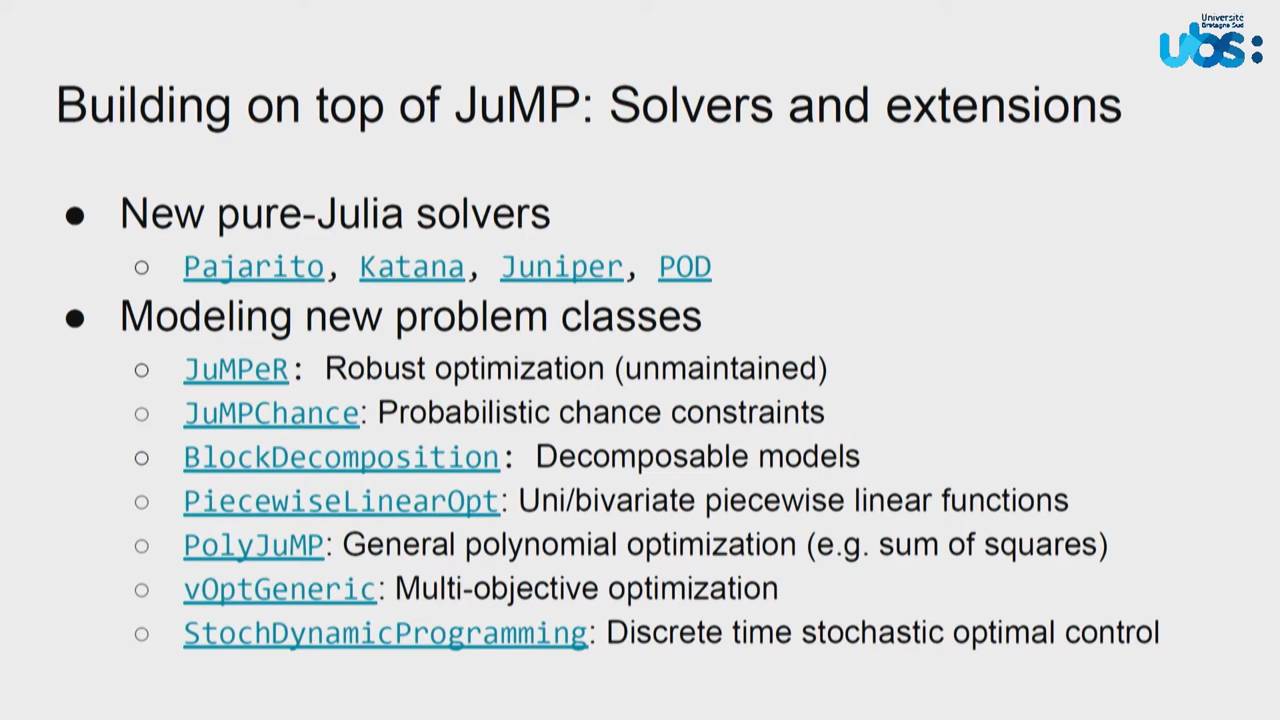 Université
Bretagne Sud
ubs:
Building on top of JuMP: Solvers and extensions
● New pure-Julia solvers
○ Pajarito, Katana, Juniper, POD
● Modeling new problem classes
○ JuMPeR: Robust optimization (unmaintained)
○ JuMPChance: Probabilistic chance constraints
○ BlockDecomposition: Decomposable models
○ PiecewiseLinearOpt: Uni/bivariate piecewise linear functions
○ PolyJuMP: General polynomial optimization (e.g. sum of squares)
○ vOptGeneric: Multi-objective optimization
○ StochDynamicProgramming: Discrete time stochastic optimal control